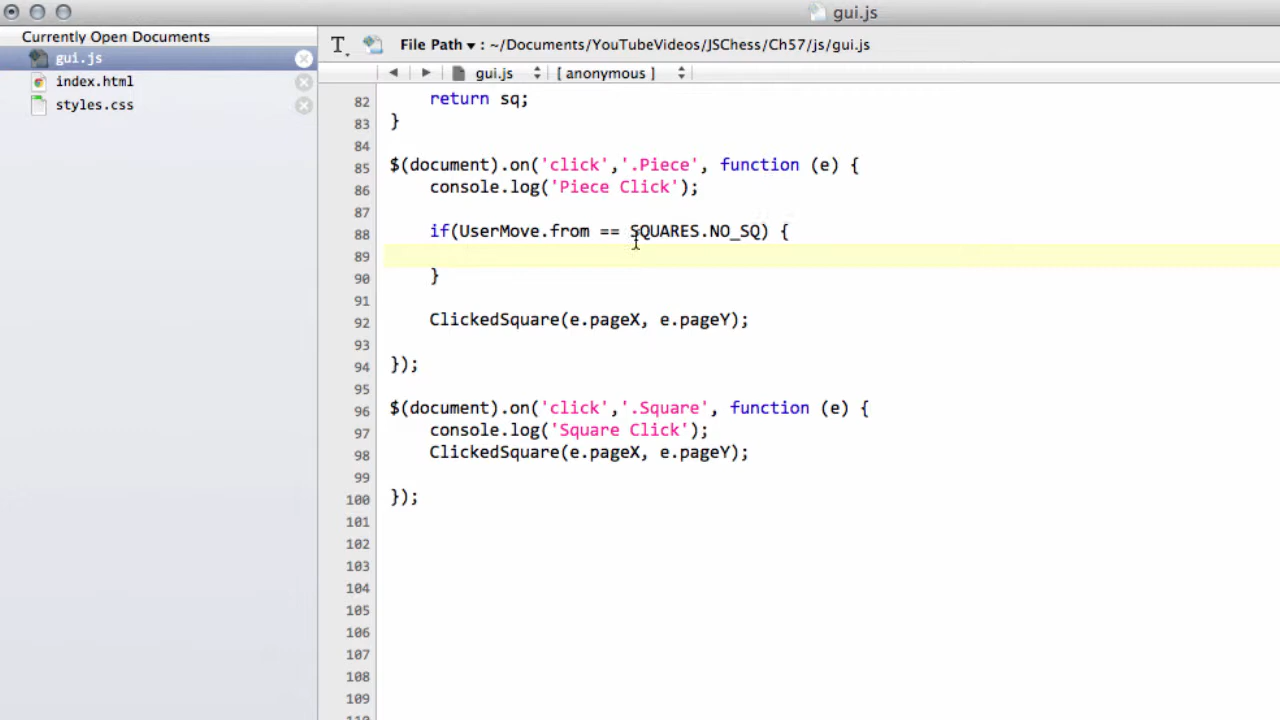 gui.js
Currently Open Documents
gui.js
index.html
styles.css
T
File Path ▾ : ~/Documents/YouTubeVideos/JSChess/Ch57/js/gui.js
gui.js [ anonymous ]
82 return sq;
83 }
84
85 $(document).on('click','.Piece', function (e) {
86 console.log('Piece Click');
87
88 if(UserMove.from == SQUARES.NO_SQ) {
89
90 }
91
92 ClickedSquare(e.pageX, e.pageY);
93
94 });
95
96 $(document).on('click','.Square', function (e) {
97 console.log('Square Click');
98 ClickedSquare(e.pageX, e.pageY);
99
100 });
101
102
103
104
105
106
107
108
109
110